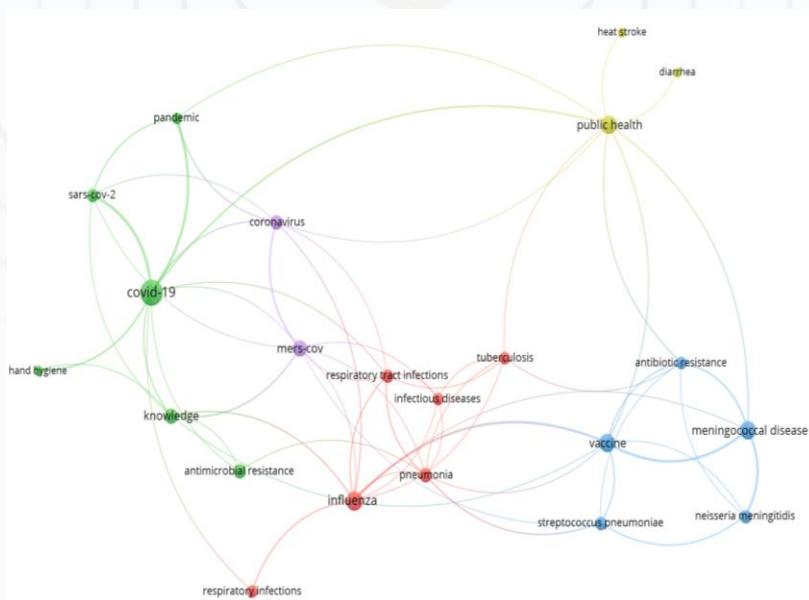 heat stroke
diarrhea
pandemic
public health
sars-cov-2
coronavirus
covid-19
mers-cov
tuberculosis
antibiotic resistance
hand hygiene
respiratory tract infections
infectious diseases
knowledge
meningococcal disease
vaccine
antimicrobial resistance
pneumonia
influenza
streptococcus pneumoniae
neisseria meningitidis
respiratory infections